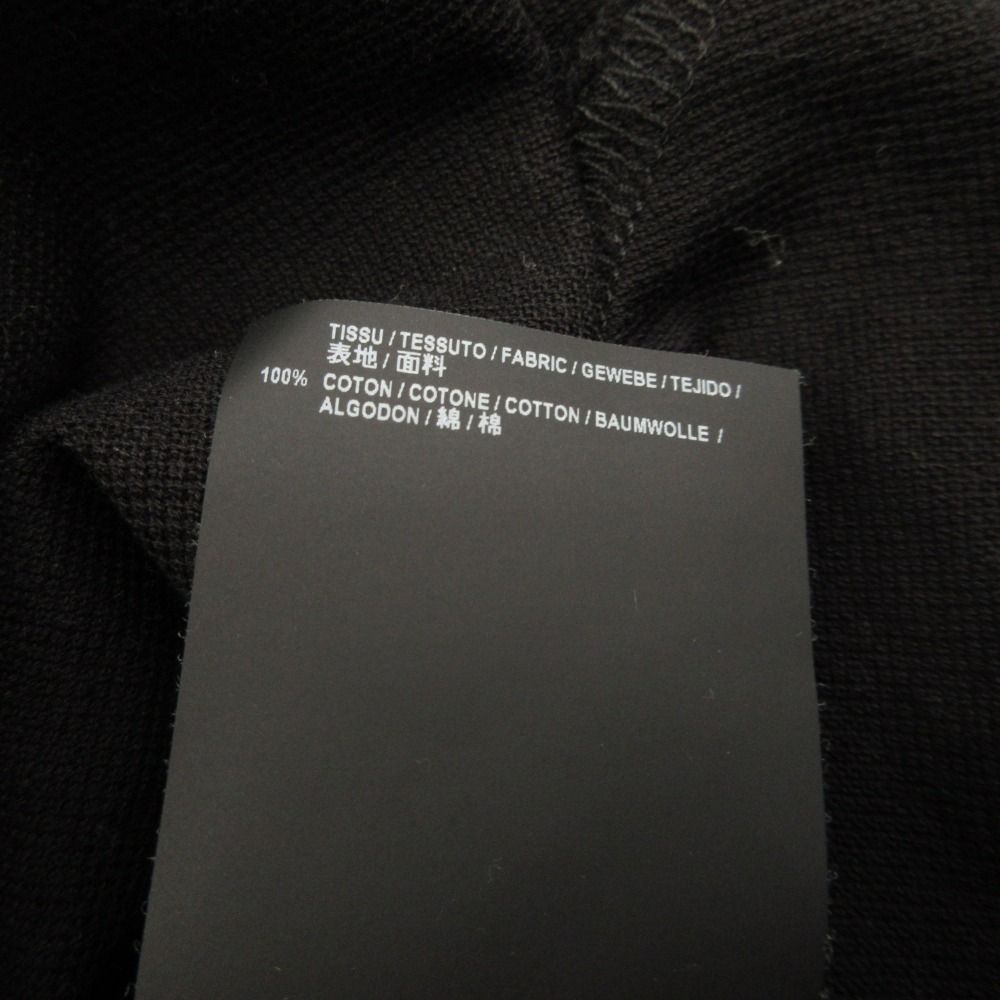 TISSU / TESSUTO / FABRIC / GEWEBE / TEJIDO /
表地 / 面料
100% COTON / COTONE / COTTON / BAUMWOLLE /
ALGODON / 綿 / 棉